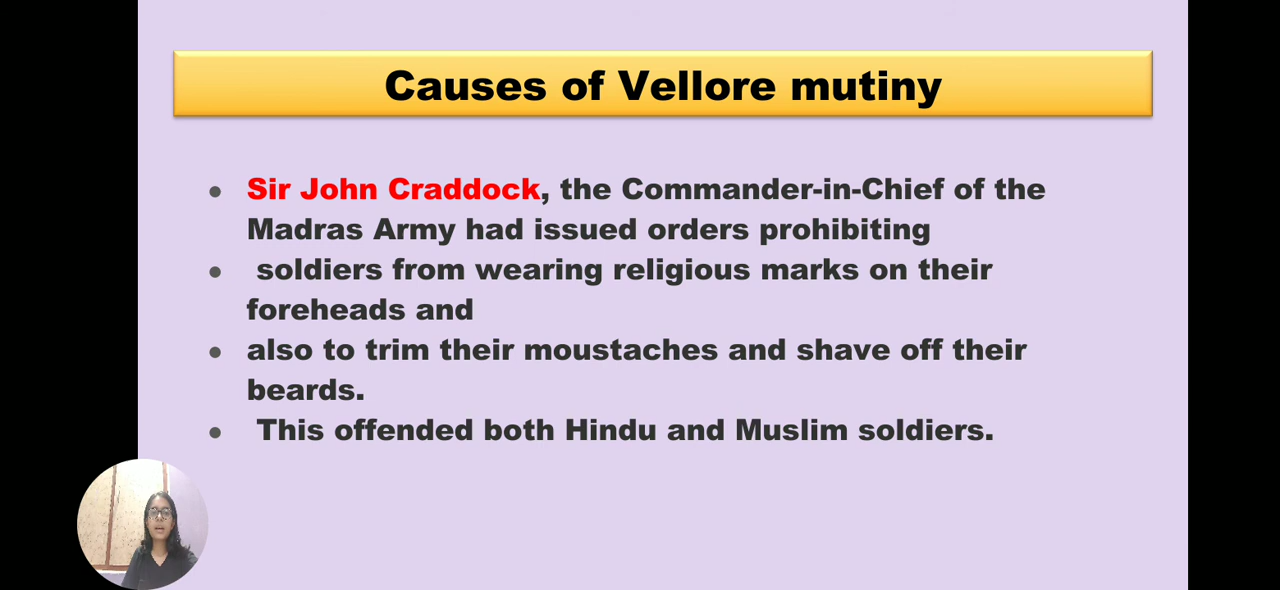 Causes of Vellore mutiny
• Sir John Craddock, the Commander-in-Chief of the
Madras Army had issued orders prohibiting
• soldiers from wearing religious marks on their
foreheads and
• also to trim their moustaches and shave off their
beards.
• This offended both Hindu and Muslim soldiers.